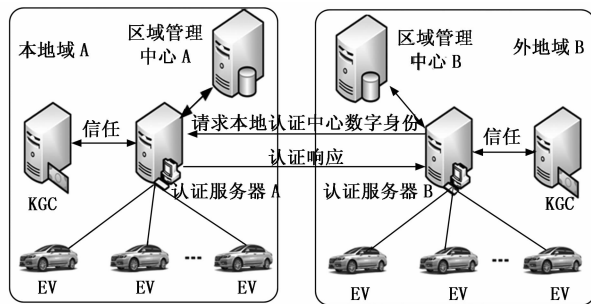 本地域 A
区域管理
中心 A
信任
KGC
认证服务器 A
EV
EV
EV
请求本地认证中心数字身份
认证响应
区域管理
中心 B
外地域 B
信任
KGC
认证服务器 B
EV
EV
EV